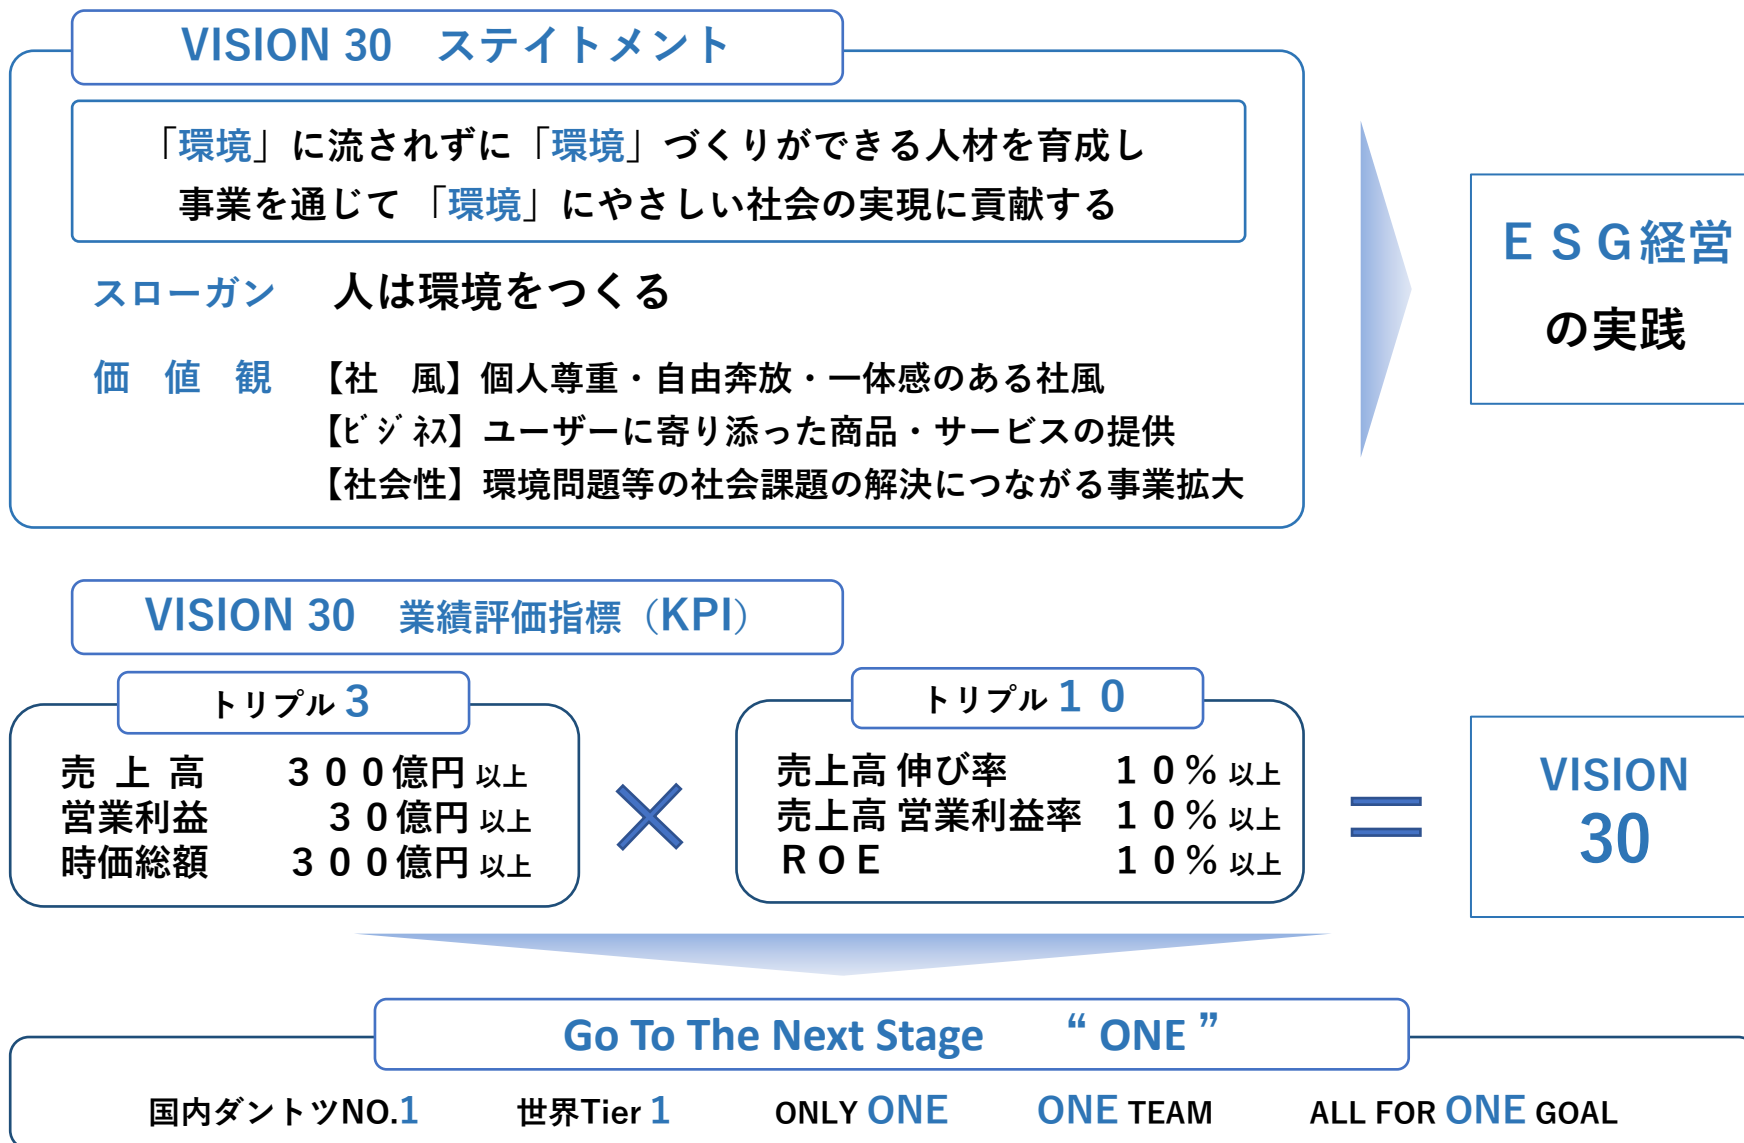 VISION 30　ステイトメント
「環境」に流されずに「環境」づくりができる人材を育成し
事業を通じて 「環境」にやさしい社会の実現に貢献する
スローガン　人は環境をつくる
価 値 観　【社　風】個人尊重・自由奔放・一体感のある社風
【ﾋﾞｼﾞﾈｽ】ユーザーに寄り添った商品・サービスの提供
【社会性】環境問題等の社会課題の解決につながる事業拡大
ＥＳＧ経営
の実践
VISION 30　業績評価指標（KPI）
トリプル３
売 上 高　３００億円 以上
営業利益　３０億円 以上
時価総額　３００億円 以上
×
トリプル１０
売上高 伸び率　１０％ 以上
売上高 営業利益率　１０％ 以上
ＲＯＥ　１０％ 以上
＝
VISION
30
Go To The Next Stage　“ ONE ”
国内ダントツNO.1　世界Tier 1　ONLY ONE　ONE TEAM　ALL FOR ONE GOAL